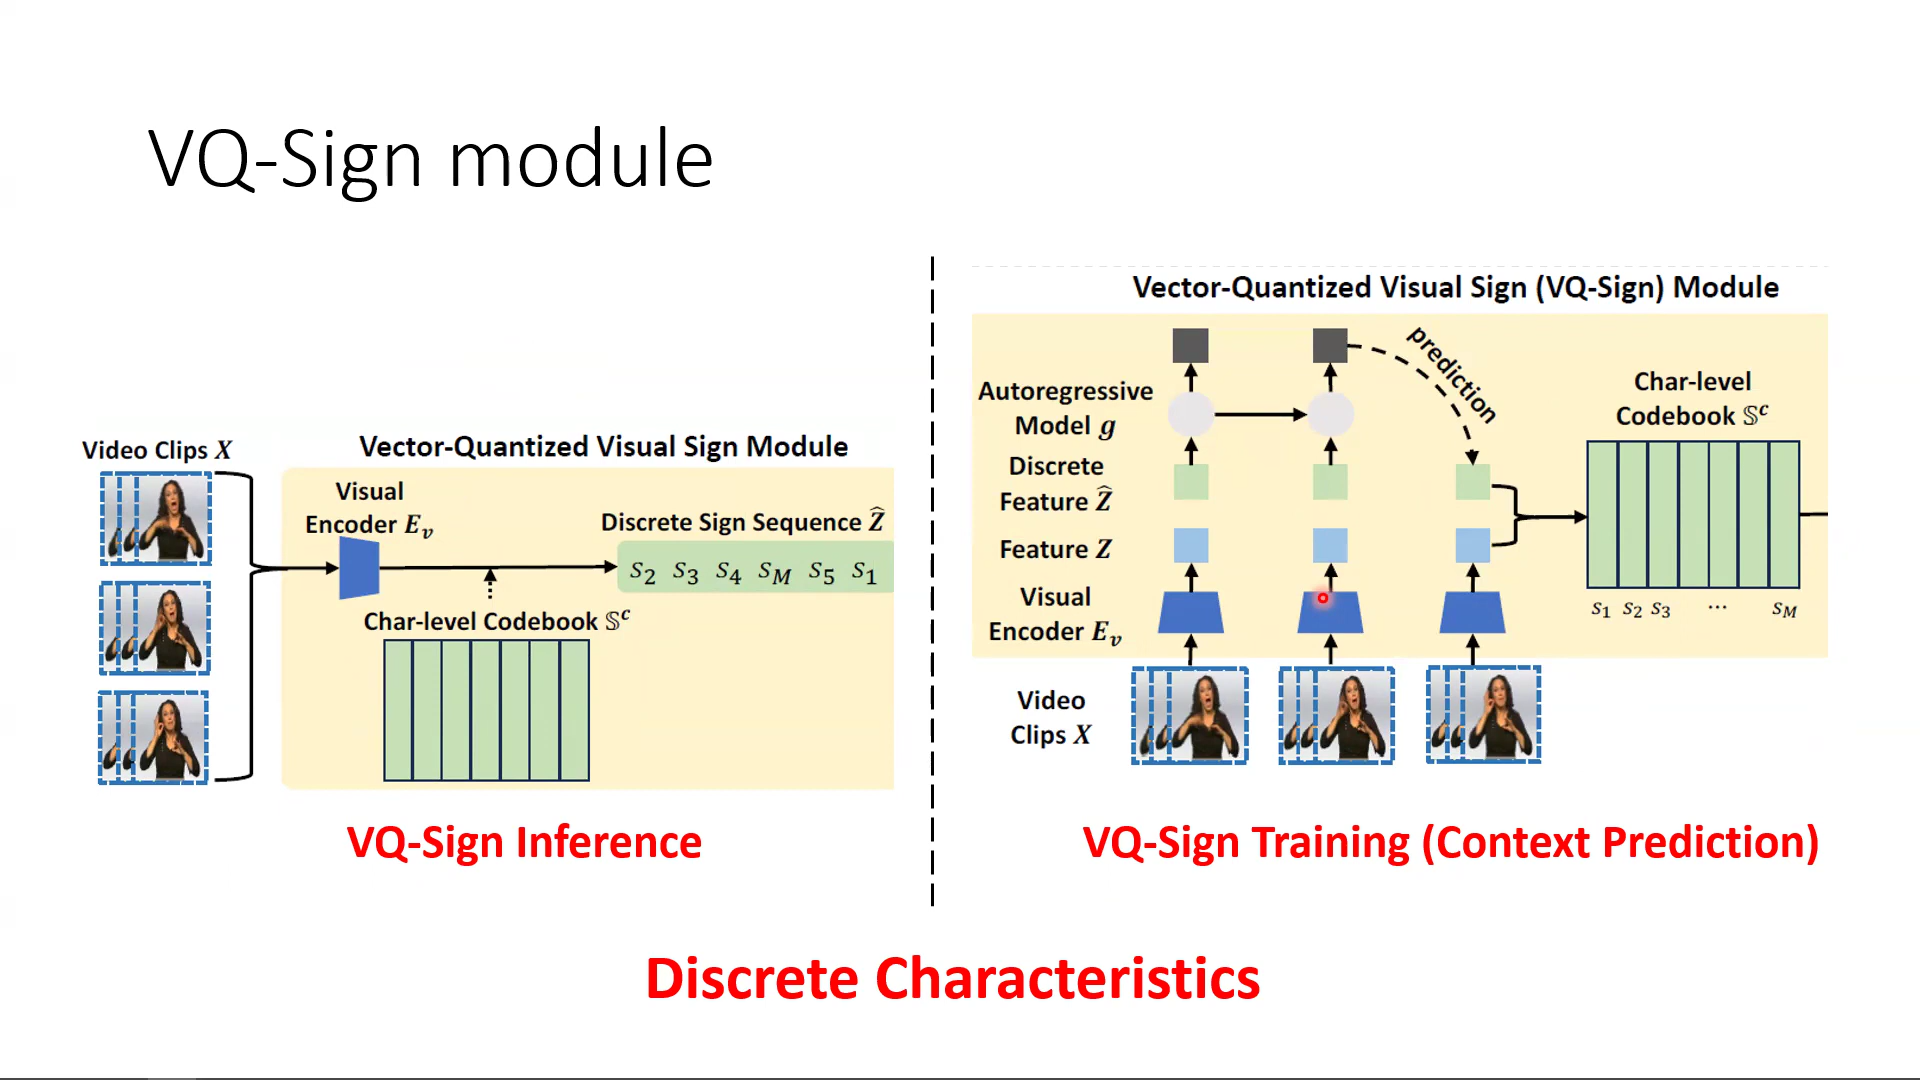 VQ-Sign module
Video Clips X
Vector-Quantized Visual Sign Module
Visual
Encoder E_v
Discrete Sign Sequence Ẑ
s_2 s_3 s_4 s_M s_5 s_1
Char-level Codebook 𝕊^c
VQ-Sign Inference
Vector-Quantized Visual Sign (VQ-Sign) Module
prediction
Autoregressive
Model g
Discrete
Feature Ẑ
Feature Z
Visual
Encoder E_v
Video
Clips X
Char-level
Codebook 𝕊^c
s_1 s_2 s_3 ... s_M
VQ-Sign Training (Context Prediction)
Discrete Characteristics